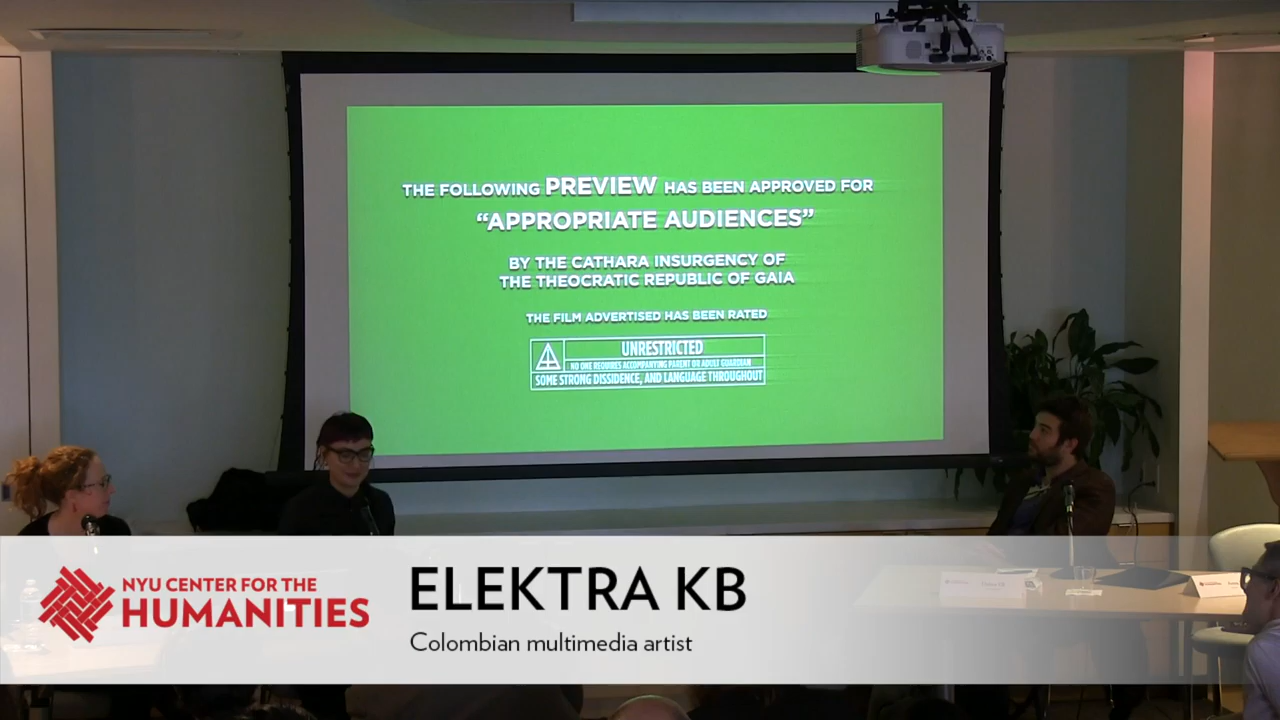 THE FOLLOWING PREVIEW HAS BEEN APPROVED FOR
“APPROPRIATE AUDIENCES”
BY THE CATHARA INSURGENCY OF
THE THEOCRATIC REPUBLIC OF GAIA
THE FILM ADVERTISED HAS BEEN RATED
UNRESTRICTED
NO ONE REQUIRES ACCOMPANYING PARENT OR ADULT GUARDIAN
SOME STRONG DISSIDENCE, AND LANGUAGE THROUGHOUT
NYU CENTER FOR THE
HUMANITIES
ELEKTRA KB
Colombian multimedia artist